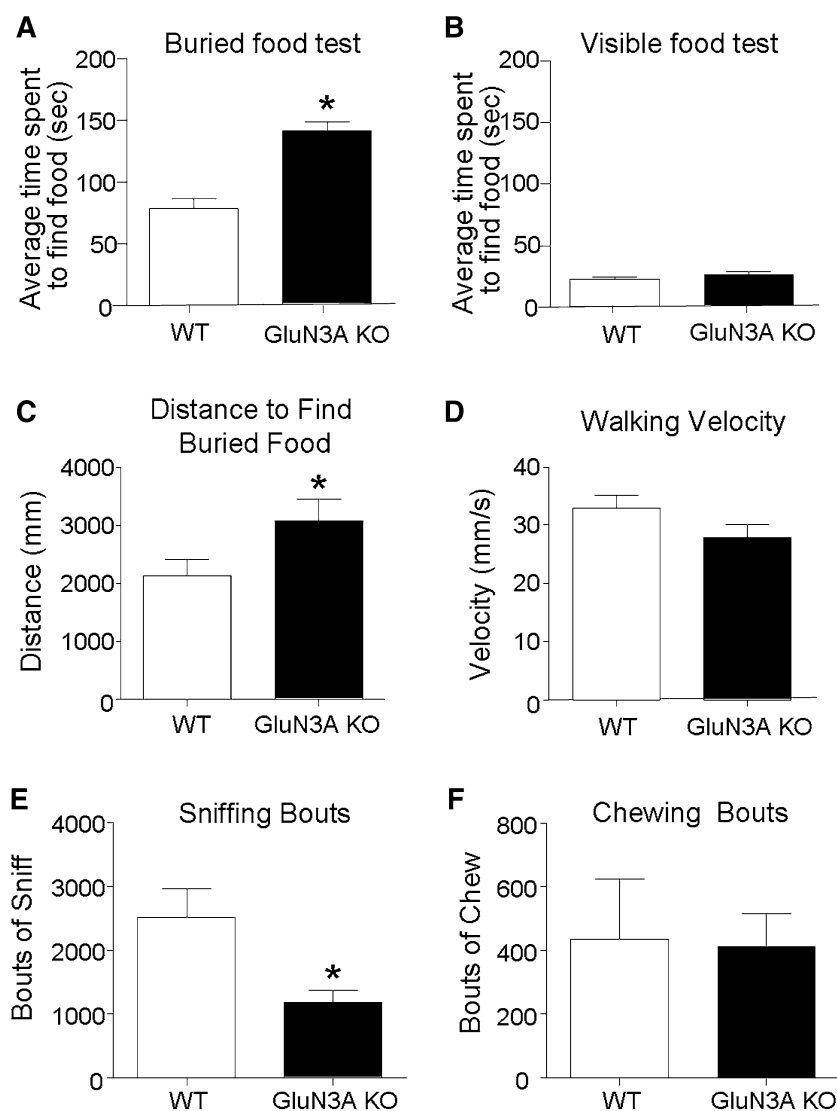 A
Buried food test
Average time spent
to find food (sec)
200
150
100
50
0
*
WT
GluN3A KO
B
Visible food test
Average time spent
to find food (sec)
200
150
100
50
0
WT
GluN3A KO
C
Distance to Find
Buried Food
Distance (mm)
4000
3000
2000
1000
0
*
WT
GluN3A KO
D
Walking Velocity
Velocity (mm/s)
40
30
20
10
0
WT
GluN3A KO
E
Sniffing Bouts
Bouts of Sniff
4000
3000
2000
1000
0
*
WT
GluN3A KO
F
Chewing Bouts
Bouts of Chew
800
600
400
200
0
WT
GluN3A KO